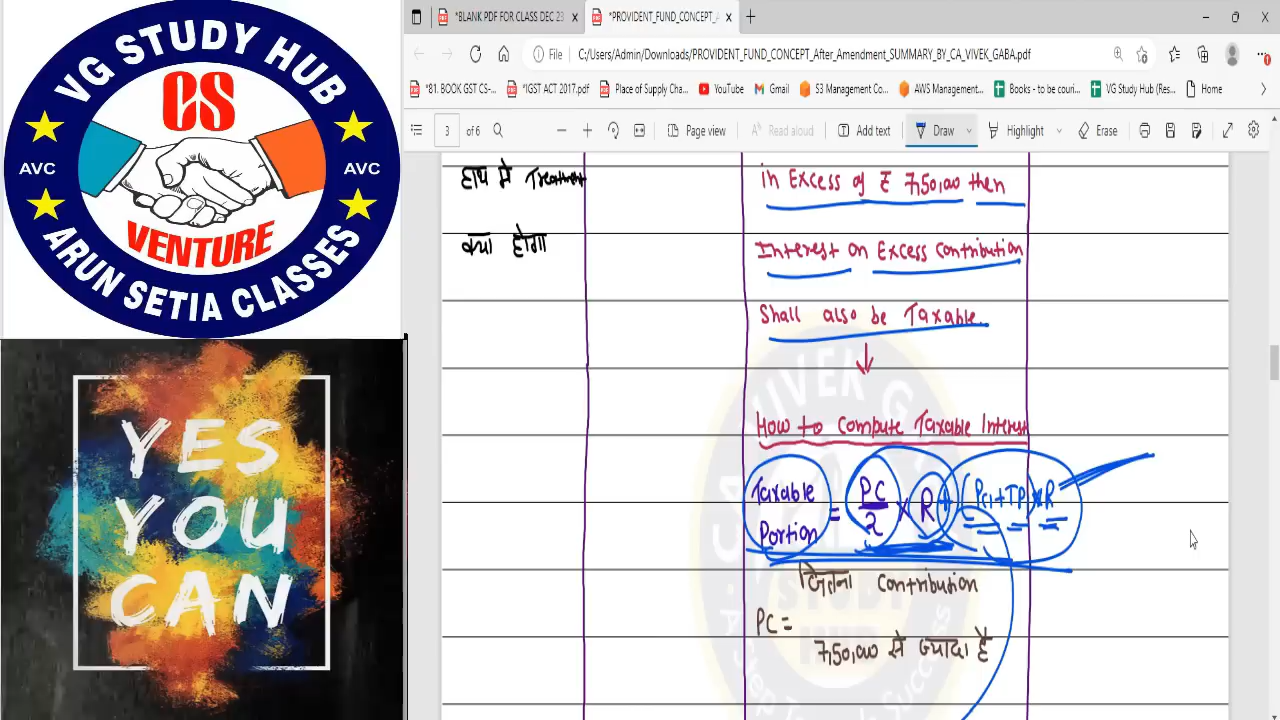 VG STUDY HUB
CS
AVC
AVC
VENTURE
ARUN SETIA CLASSES
YES
YOU
CAN
*BLANK PDF FOR CLASS DEC 23
*PROVIDENT_FUND_CONCEPT_A
File
C:/Users/Admin/Downloads/PROVIDENT_FUND_CONCEPT_After_Amendment_SUMMARY_BY_CA_VIVEK_GABA.pdf
*81. BOOK GST CS-...
*IGST ACT 2017.pdf
Place of Supply Cha...
YouTube
Gmail
S3 Management Co...
AWS Management...
Books - to be couri...
VG Study Hub (Res...
Home
3 of 6
Page view
Read aloud
Add text
Draw
Highlight
Erase
हाथ से Treatment
क्या होगा
in Excess of ₹ 7,50,000 then
Interest on Excess contribution
Shall also be Taxable.
↓
How to compute Taxable Interest
Taxable Portion = PC/2 × R + (PC1 + TP) × R
जितना contribution
PC =
7,50,000 से ज्यादा है